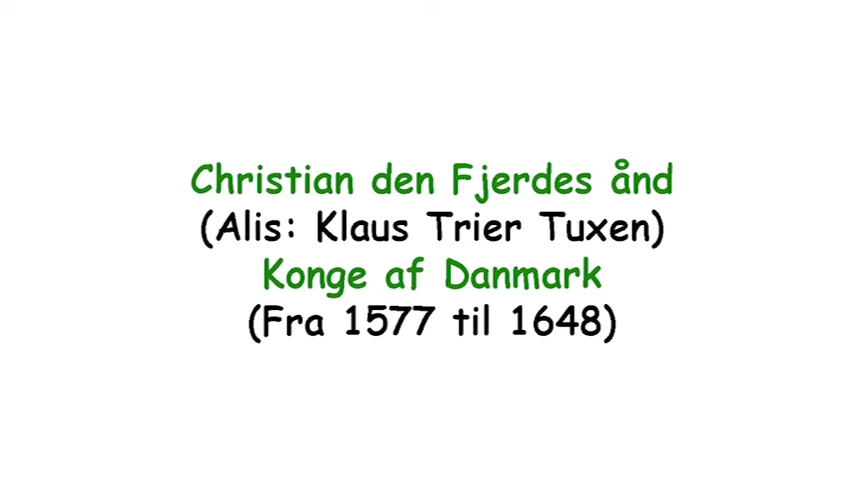 Christian den Fjerdes ånd
(Alis: Klaus Trier Tuxen)
Konge af Danmark
(Fra 1577 til 1648)